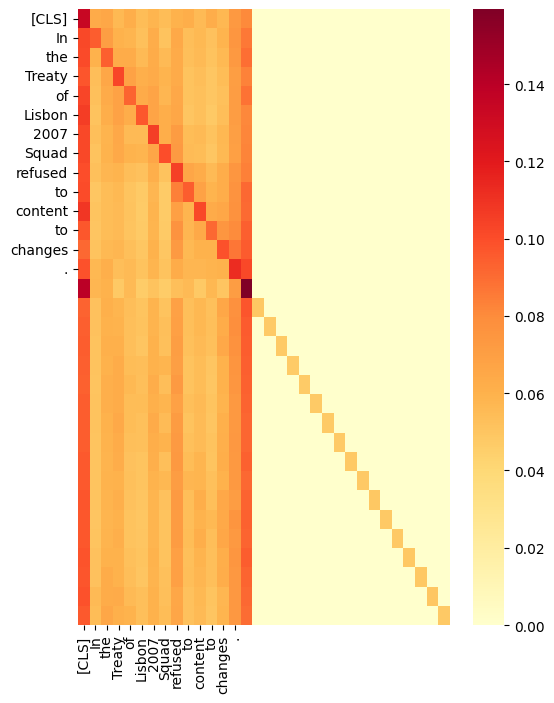 [CLS]
In
the
Treaty
of
Lisbon
2007
Squad
refused
to
content
to
changes
.
0.14
0.12
0.10
0.08
0.06
0.04
0.02
0.00
[CLS]
In
the
Treaty
of
Lisbon
2007
Squad
refused
to
content
to
changes
.